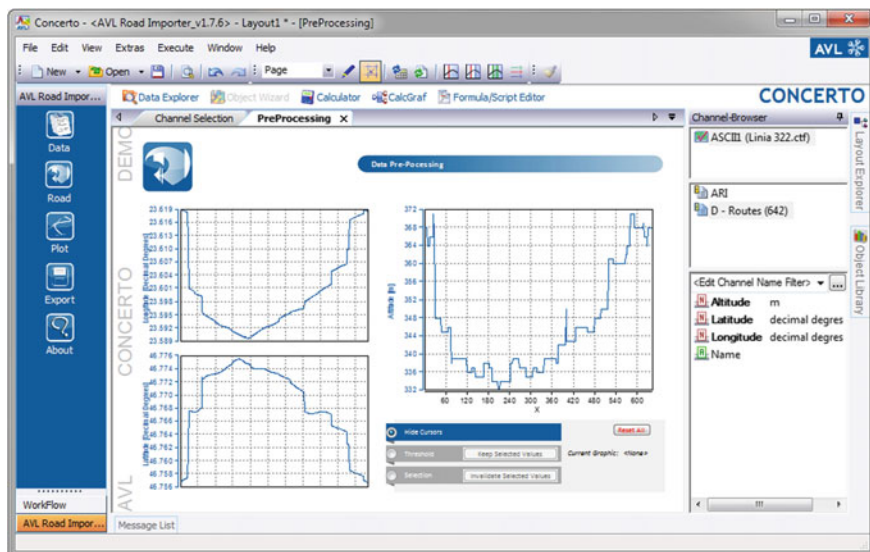 Concerto - <AVL Road Importer_v1.7.6> - Layout1 * - [PreProcessing]
File Edit View Extras Execute Window Help
AVL
New Open Page
AVL Road Impor...
Data Explorer Object Wizard Calculator CalcGraf Formula/Script Editor
CONCERTO
Channel Selection PreProcessing X
Channel-Browser
Data
Road
Plot
Export
About
WorkFlow
AVL Road Impor...
AVL CONCERTO DEMO
Data Pre-Pocessing
23.619
23.616
23.613
23.610
23.607
23.604
23.601
23.598
23.595
23.592
23.589
Longitude [Decimal Degrees]
46.776
46.774
46.772
46.770
46.768
46.766
46.764
46.762
46.760
46.758
46.756
Latitude [Decimal Degrees]
372
368
364
360
356
352
348
344
340
336
332
Altitude [m]
60 120 180 240 300 360 420 480 540 600
X
Hide Cursors
Reset All
Threshold Keep Selected Values Current Graphic: <None>
Selection Invalidate Selected Values
ASCII1 (Linia 322.ctf)
ARI
D - Routes (642)
<Edit Channel Name Filter> ...
Altitude m
Latitude decimal degres
Longitude decimal degres
Name
Layout Explorer
Object Library
Message List